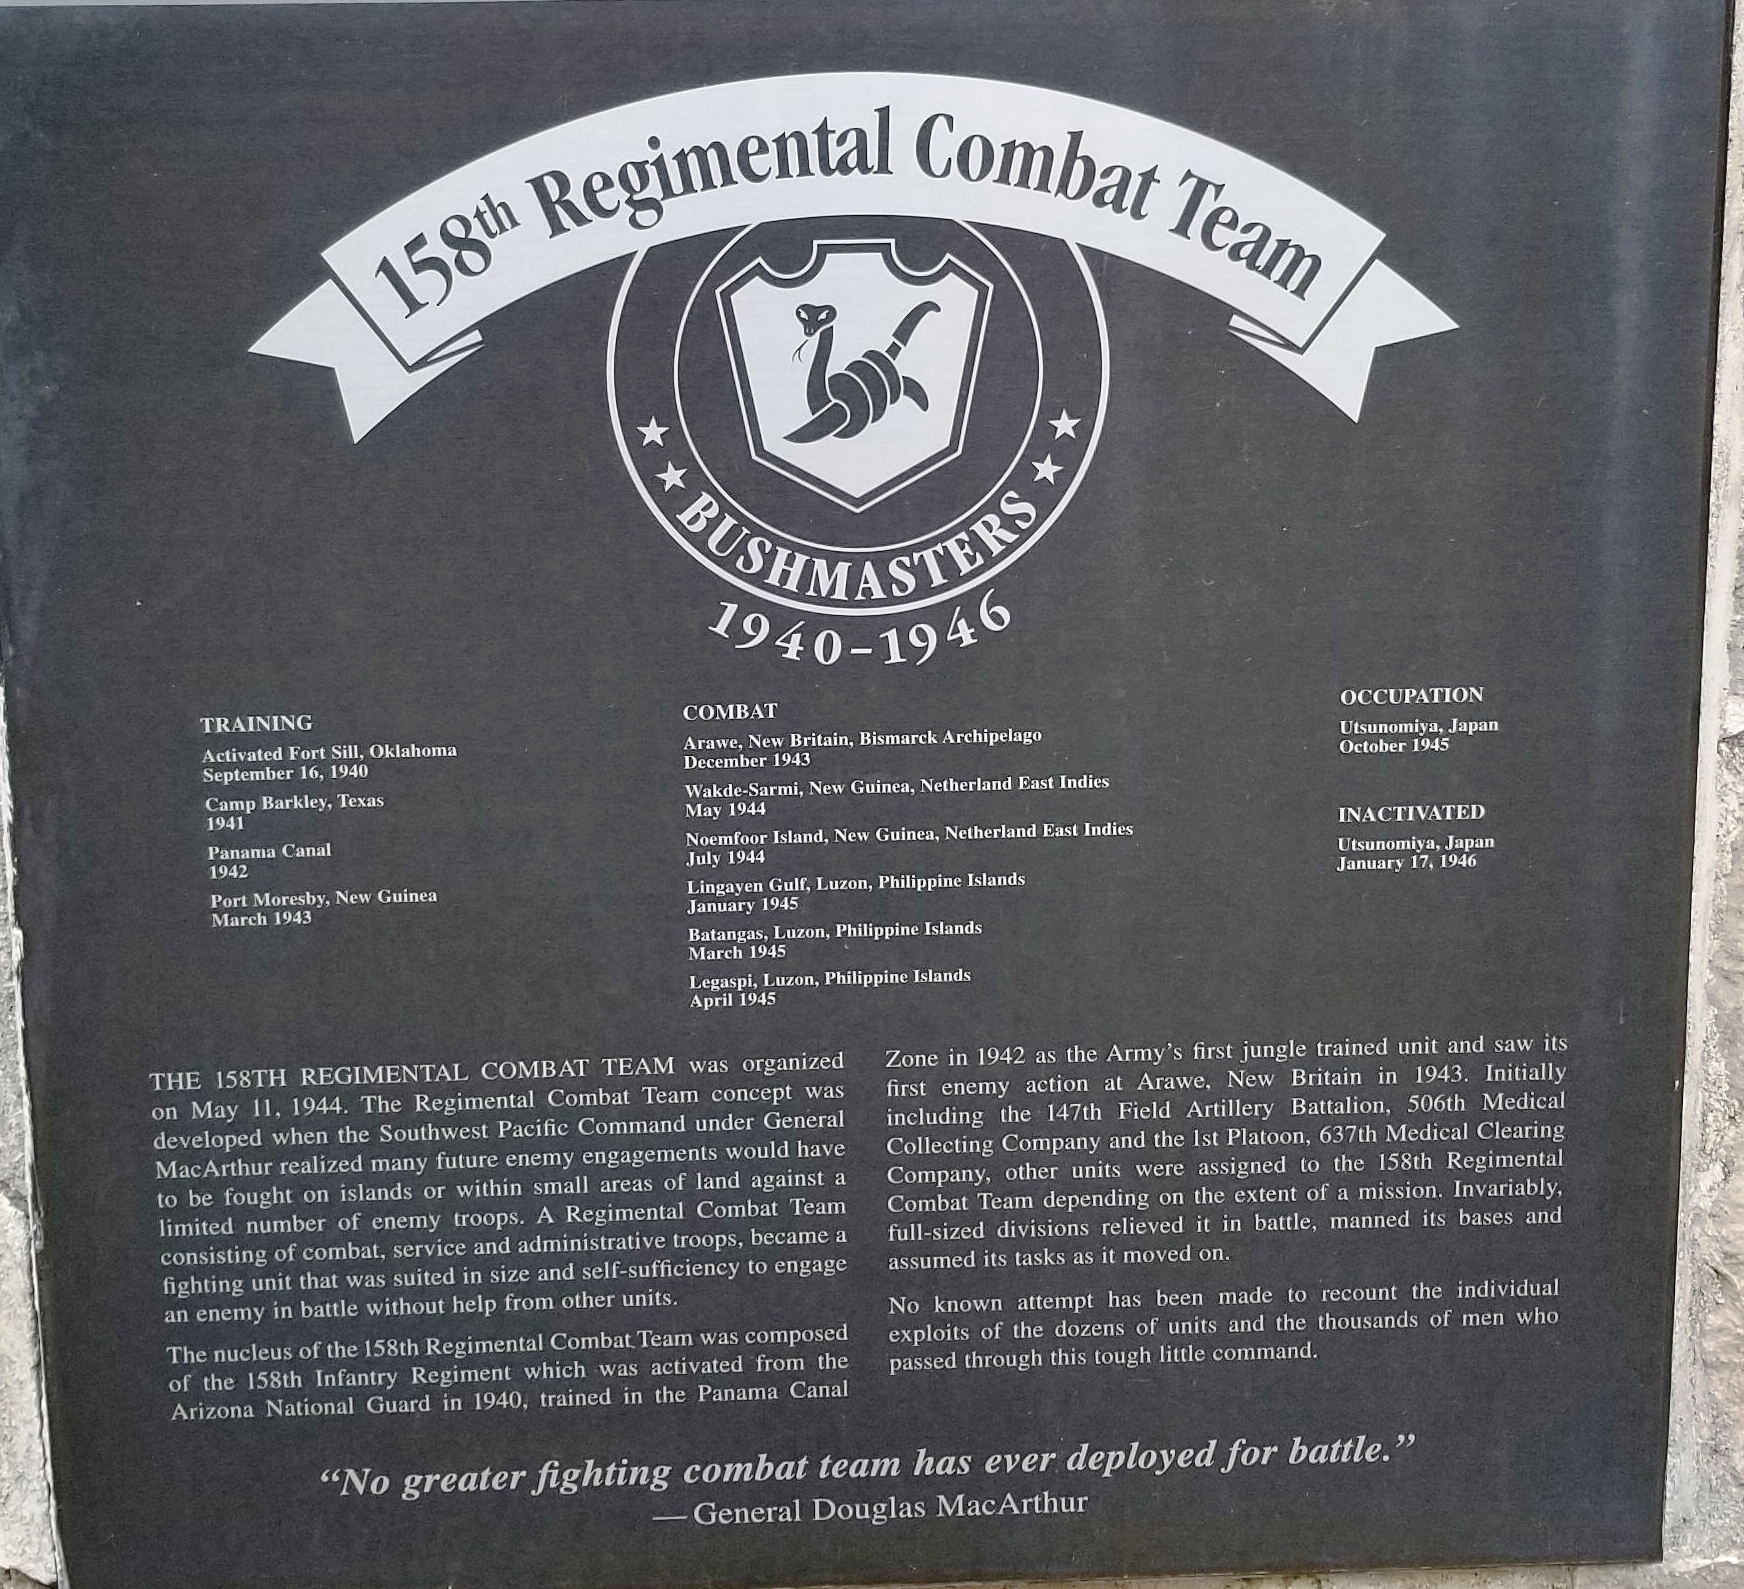 158th Regimental Combat Team
BUSHMASTERS
1940-1946
TRAINING
Activated Fort Sill, Oklahoma
September 16, 1940
Camp Barkley, Texas
1941
Panama Canal
1942
Port Moresby, New Guinea
March 1943
COMBAT
Arawe, New Britain, Bismarck Archipelago
December 1943
Wakde-Sarmi, New Guinea, Netherland East Indies
May 1944
Noemfoor Island, New Guinea, Netherland East Indies
July 1944
Lingayen Gulf, Luzon, Philippine Islands
January 1945
Batangas, Luzon, Philippine Islands
March 1945
Legaspi, Luzon, Philippine Islands
April 1945
OCCUPATION
Utsunomiya, Japan
October 1945
INACTIVATED
Utsunomiya, Japan
January 17, 1946
THE 158TH REGIMENTAL COMBAT TEAM was organized
on May 11, 1944. The Regimental Combat Team concept was
developed when the Southwest Pacific Command under General
MacArthur realized many future enemy engagements would have
to be fought on islands or within small areas of land against a
limited number of enemy troops. A Regimental Combat Team
consisting of combat, service and administrative troops, became a
fighting unit that was suited in size and self-sufficiency to engage
an enemy in battle without help from other units.
The nucleus of the 158th Regimental Combat Team was composed
of the 158th Infantry Regiment which was activated from the
Arizona National Guard in 1940, trained in the Panama Canal
Zone in 1942 as the Army's first jungle trained unit and saw its
first enemy action at Arawe, New Britain in 1943. Initially
including the 147th Field Artillery Battalion, 506th Medical
Collecting Company and the 1st Platoon, 637th Medical Clearing
Company, other units were assigned to the 158th Regimental
Combat Team depending on the extent of a mission. Invariably,
full-sized divisions relieved it in battle, manned its bases and
assumed its tasks as it moved on.
No known attempt has been made to recount the individual
exploits of the dozens of units and the thousands of men who
passed through this tough little command.
“No greater fighting combat team has ever deployed for battle.”
— General Douglas MacArthur